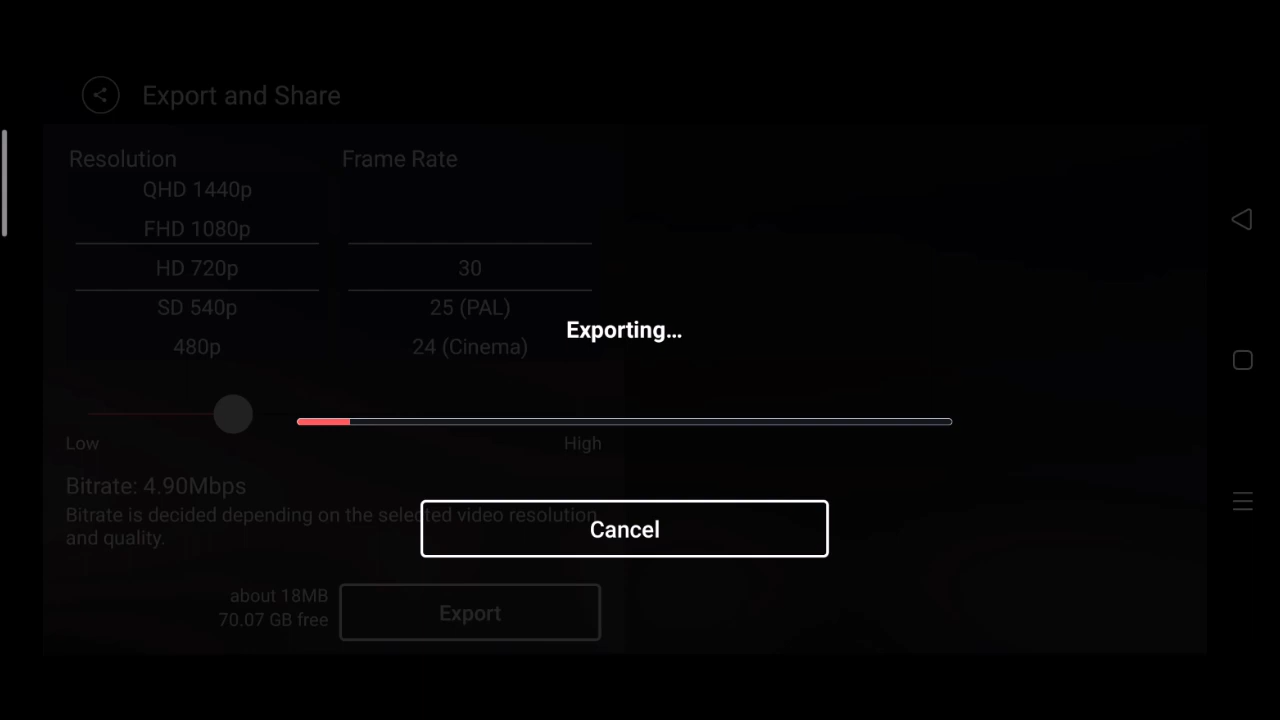 Export and Share
Resolution
Frame Rate
QHD 1440p
FHD 1080p
HD 720p
30
SD 540p
25 (PAL)
480p
24 (Cinema)
Exporting...
Low
High
Bitrate: 4.90Mbps
Bitrate is decided depending on the selected video resolution
and quality.
Cancel
about 18MB
70.07 GB free
Export